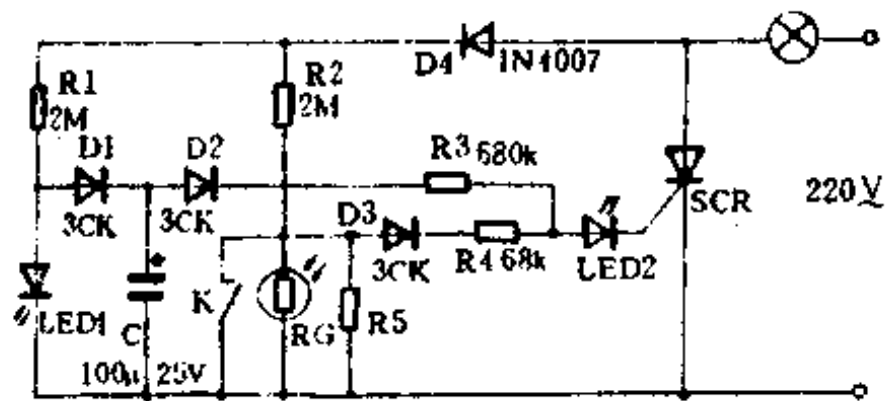 R1
2M
R2
2M
D4
1N4007
D1
3CK
D2
3CK
R3 680k
D3
3CK
R4 68k
LED2
SCR
220V
LED1
C
100μ 25V
K
RG
R5